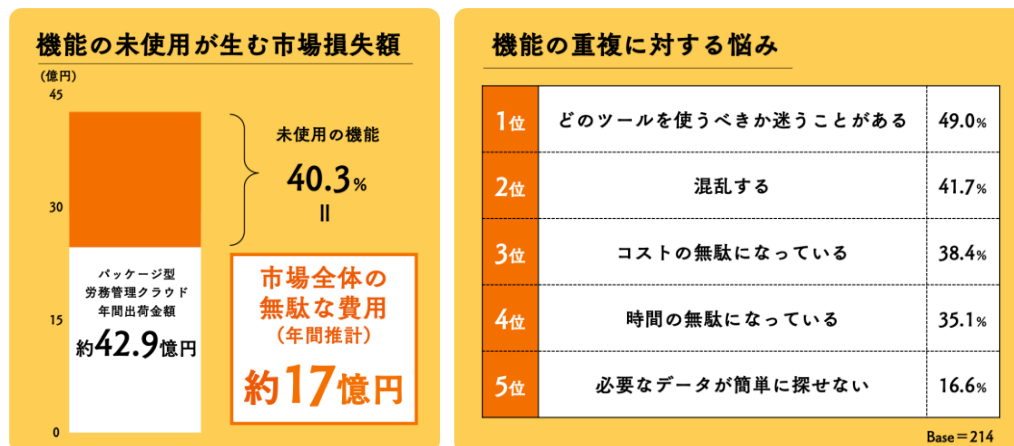 機能の未使用が生む市場損失額
(億円)
45
30
15
0
未使用の機能
40.3%
=
パッケージ型
労務管理クラウド
年間出荷金額
約42.9億円
市場全体の
無駄な費用
(年間推計)
約17億円
機能の重複に対する悩み
1位 どのツールを使うべきか迷うことがある 49.0%
2位 混乱する 41.7%
3位 コストの無駄になっている 38.4%
4位 時間の無駄になっている 35.1%
5位 必要なデータが簡単に探せない 16.6%
Base=214